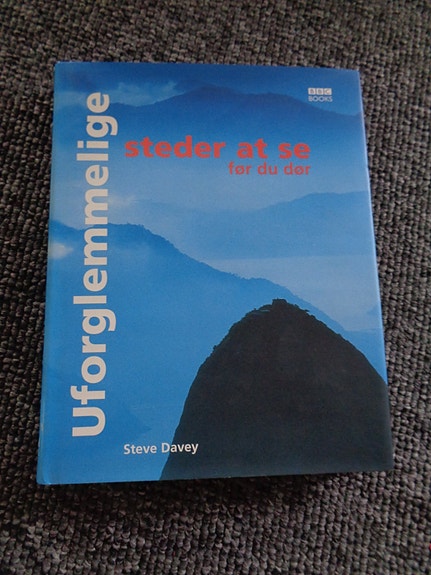 Uforglemmelige
steder at se
før du dør
BBC
BOOKS
Steve Davey